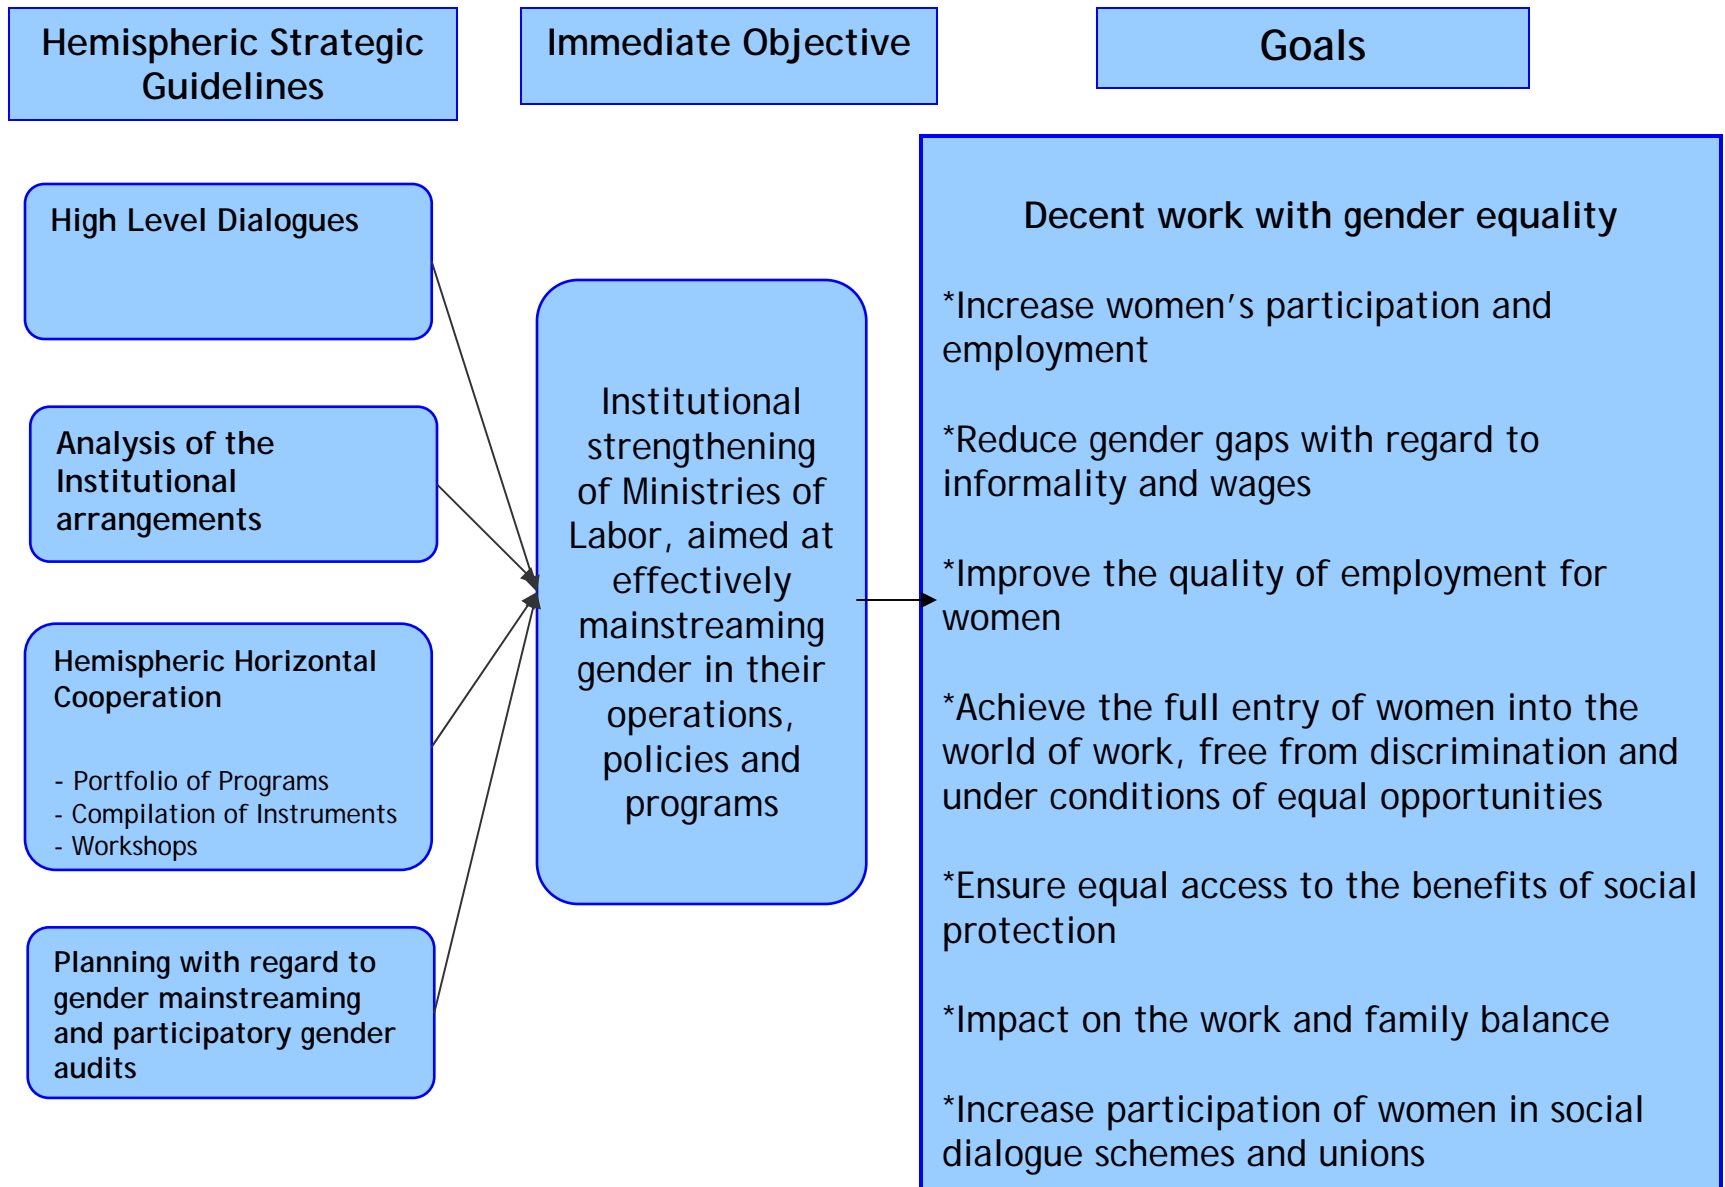 Hemispheric Strategic
Guidelines
Immediate Objective
Goals
High Level Dialogues
Analysis of the
Institutional
arrangements
Hemispheric Horizontal
Cooperation
- Portfolio of Programs
- Compilation of Instruments
- Workshops
Planning with regard to
gender mainstreaming
and participatory gender
audits
Institutional
strengthening
of Ministries of
Labor, aimed at
effectively
mainstreaming
gender in their
operations,
policies and
programs
Decent work with gender equality
*Increase women’s participation and
employment
*Reduce gender gaps with regard to
informality and wages
*Improve the quality of employment for
women
*Achieve the full entry of women into the
world of work, free from discrimination and
under conditions of equal opportunities
*Ensure equal access to the benefits of social
protection
*Impact on the work and family balance
*Increase participation of women in social
dialogue schemes and unions